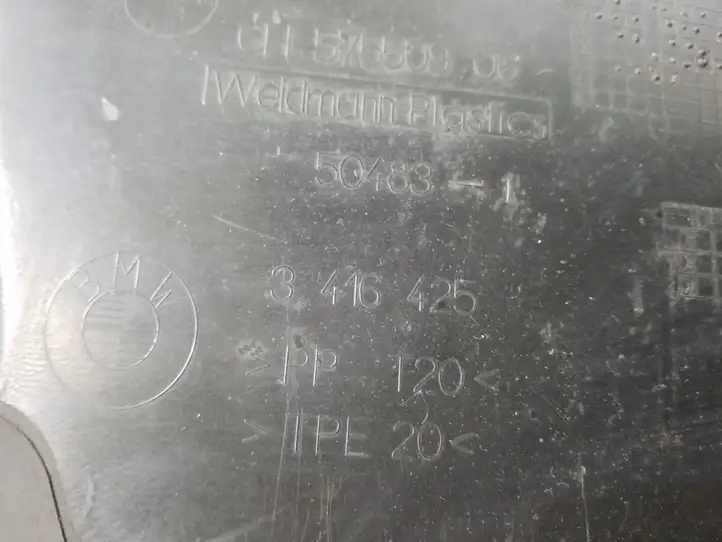 Weidmann Plastics
50483-1
BMW
3 416 425
>PP T20<
>TPE 20<